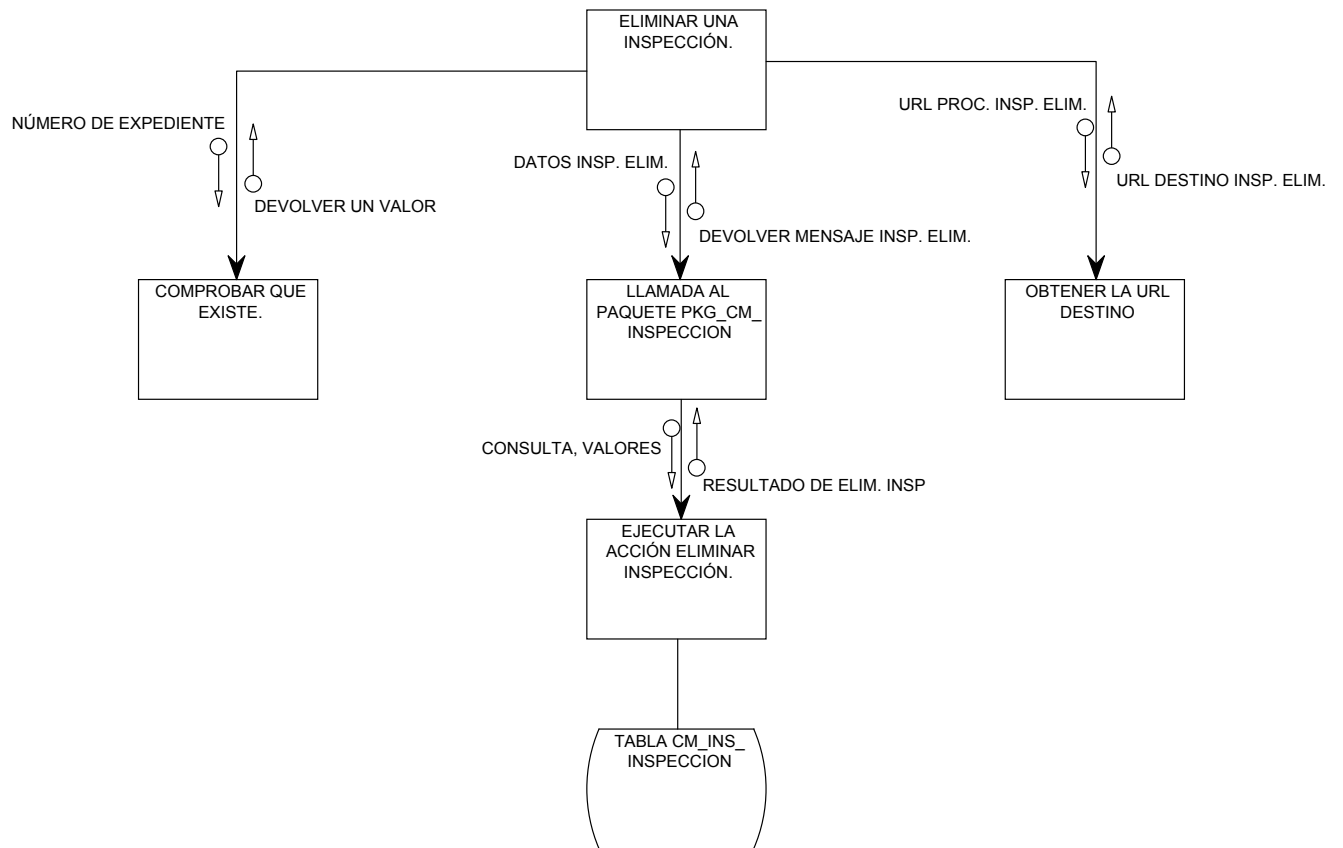 ELIMINAR UNA
INSPECCIÓN.
NÚMERO DE EXPEDIENTE
DEVOLVER UN VALOR
DATOS INSP. ELIM.
DEVOLVER MENSAJE INSP. ELIM.
URL PROC. INSP. ELIM.
URL DESTINO INSP. ELIM.
COMPROBAR QUE
EXISTE.
LLAMADA AL
PAQUETE PKG_CM_
INSPECCION
OBTENER LA URL
DESTINO
CONSULTA, VALORES
RESULTADO DE ELIM. INSP
EJECUTAR LA
ACCIÓN ELIMINAR
INSPECCIÓN.
TABLA CM_INS_
INSPECCION